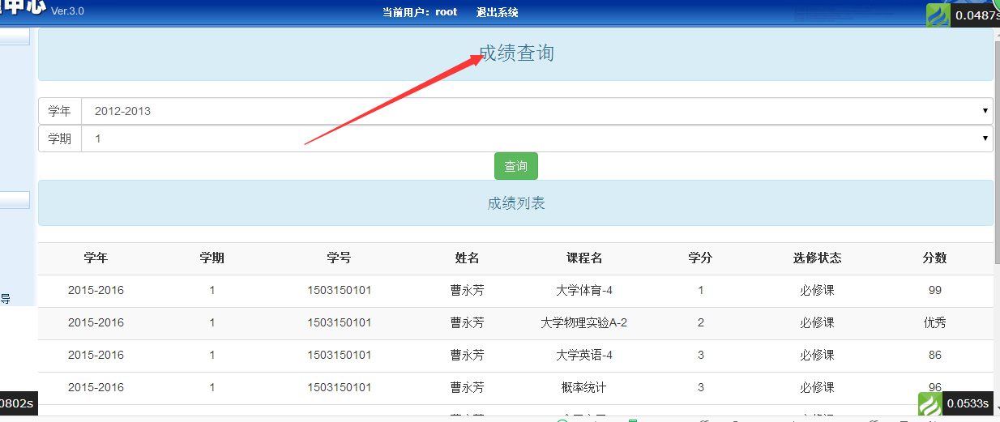 中心 Ver.3.0
当前用户：root 退出系统
0.0487s
成绩查询
学年 2012-2013
学期 1
查询
成绩列表
学年 学期 学号 姓名 课程名 学分 选修状态 分数
2015-2016 1 1503150101 曹永芳 大学体育-4 1 必修课 99
导
2015-2016 1 1503150101 曹永芳 大学物理实验A-2 2 必修课 优秀
2015-2016 1 1503150101 曹永芳 大学英语-4 3 必修课 86
2015-2016 1 1503150101 曹永芳 概率统计 3 必修课 96
0802s
0.0533s